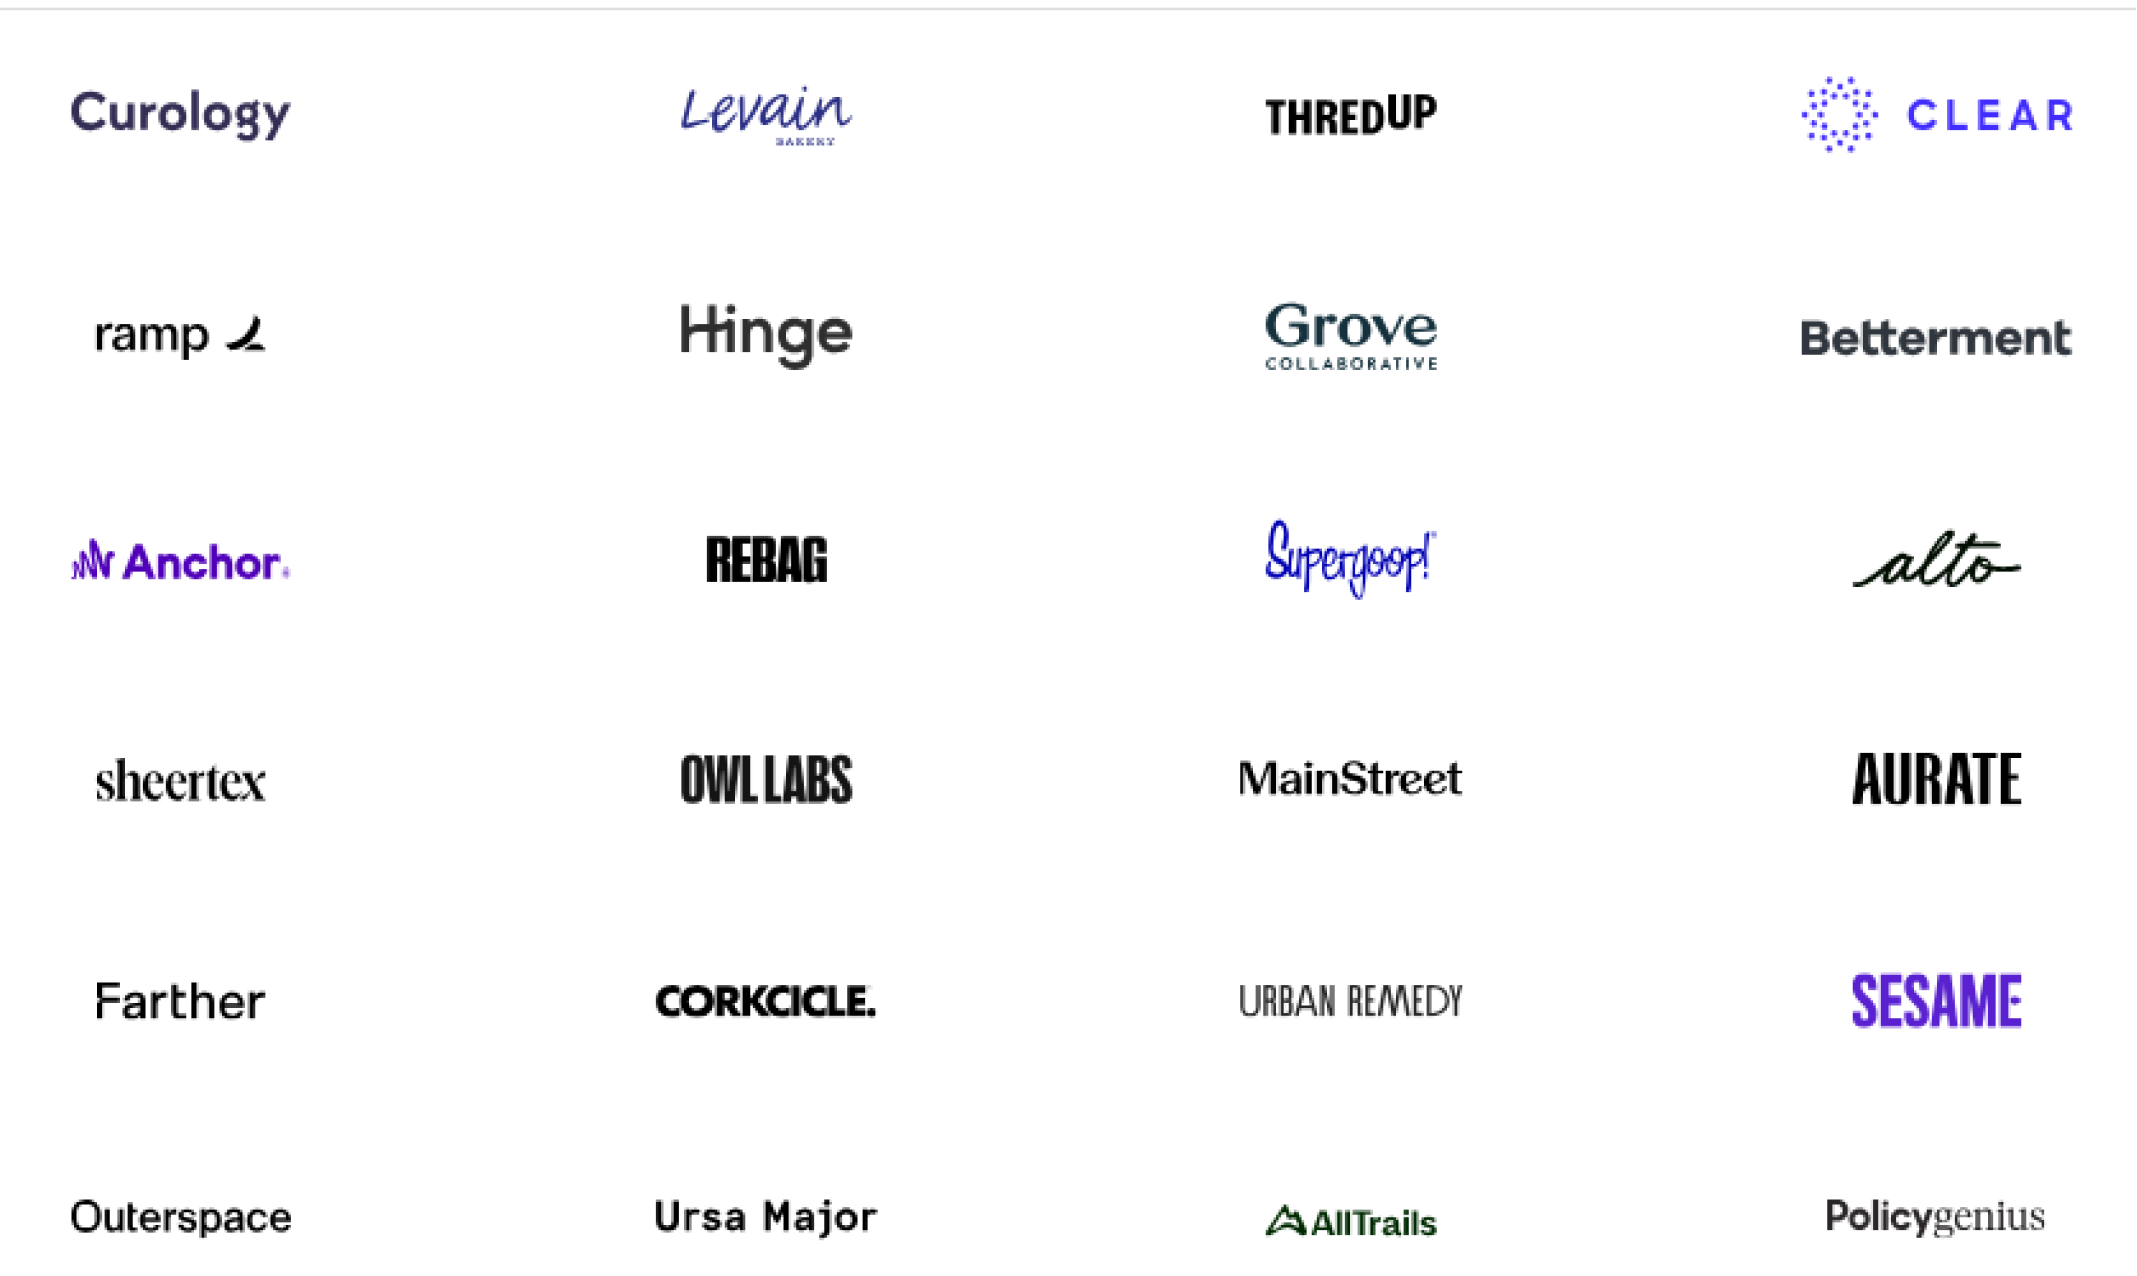 Curology
Levain
BAKERY
THREDUP
CLEAR
ramp
Hinge
Grove
COLLABORATIVE
Betterment
Anchor®
REBAG
Supergoop!
alto
sheertex
OWL LABS
MainStreet
AURATE
Farther
CORKCICLE.
URBAN REMEDY
SESAME
Outerspace
Ursa Major
AllTrails
Policygenius